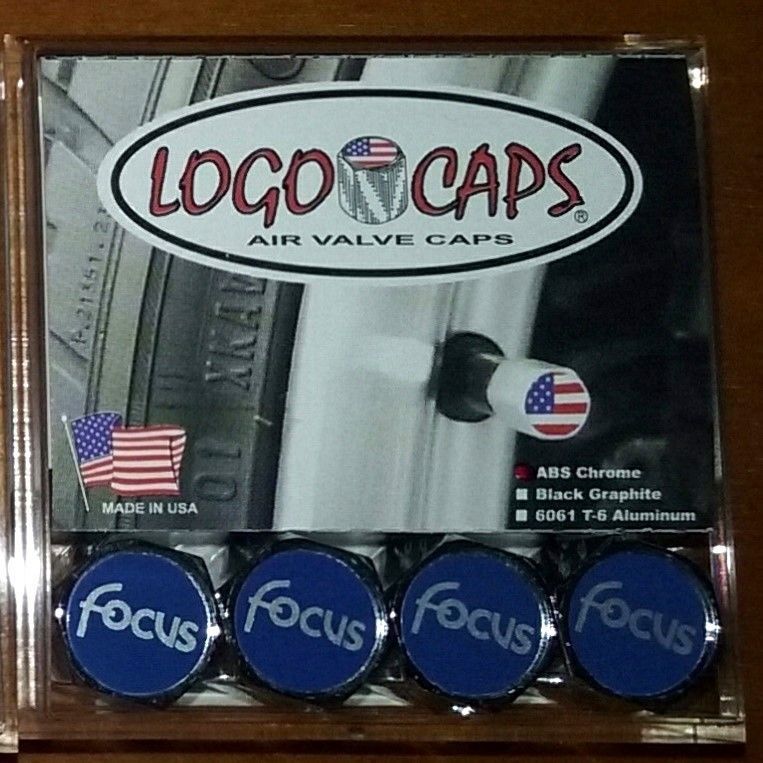 LOGO CAPS®
AIR VALVE CAPS
MADE IN USA
ABS Chrome
Black Graphite
6061 T-6 Aluminum
focus
focus
focus
focus